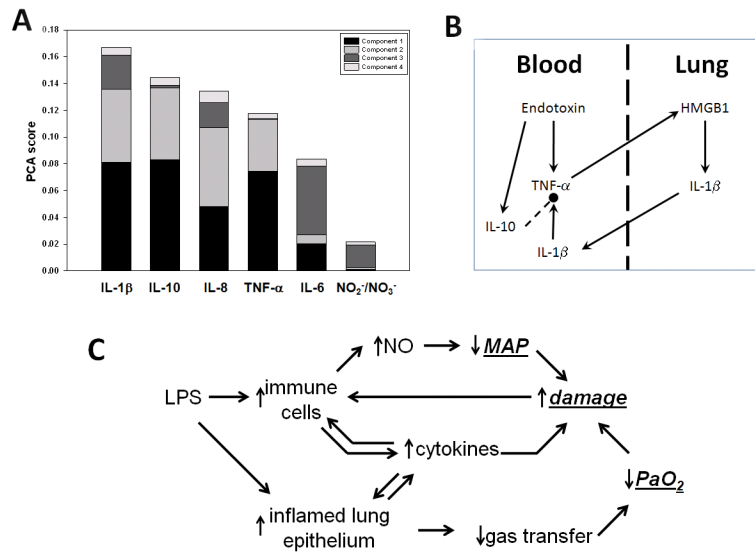 A
0.18
0.16
0.14
0.12
0.10
0.08
0.06
0.04
0.02
0.00
PCA score
Component 1
Component 2
Component 3
Component 4
IL-1β IL-10 IL-8 TNF-α IL-6 NO₂⁻/NO₃⁻
B
Blood Lung
Endotoxin HMGB1
TNF-α IL-1β
IL-10
IL-1β
C
↑NO ↓MAP
LPS ↑immune cells ↑damage
↑cytokines
↓PaO₂
↑inflamed lung epithelium ↓gas transfer